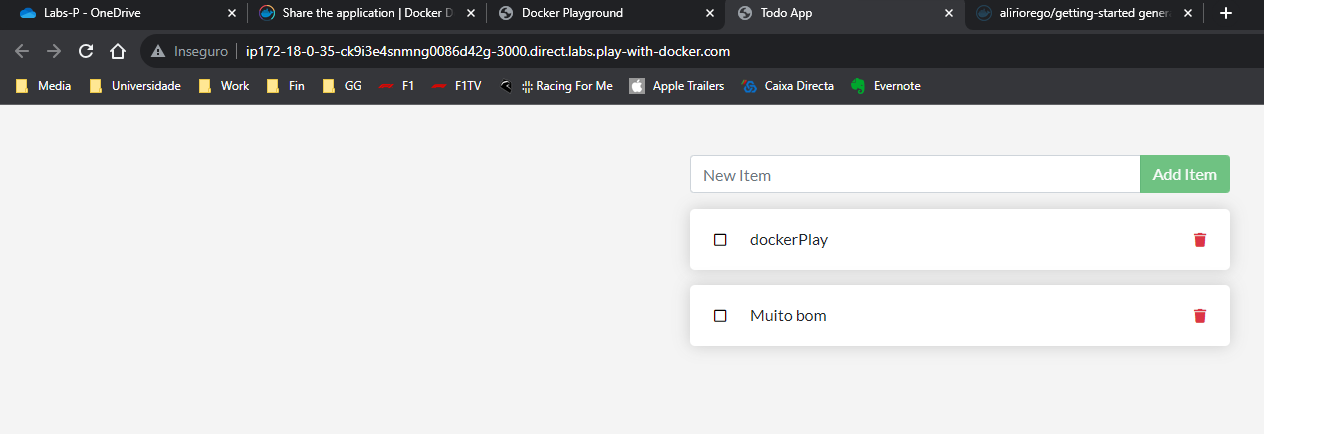 Labs-P - OneDrive
Share the application | Docker D
Docker Playground
Todo App
aliriorego/getting-started gener
Inseguro ip172-18-0-35-ck9i3e4snmng0086d42g-3000.direct.labs.play-with-docker.com
Media Universidade Work Fin GG F1 F1TV Racing For Me Apple Trailers Caixa Directa Evernote
New Item Add Item
dockerPlay
Muito bom